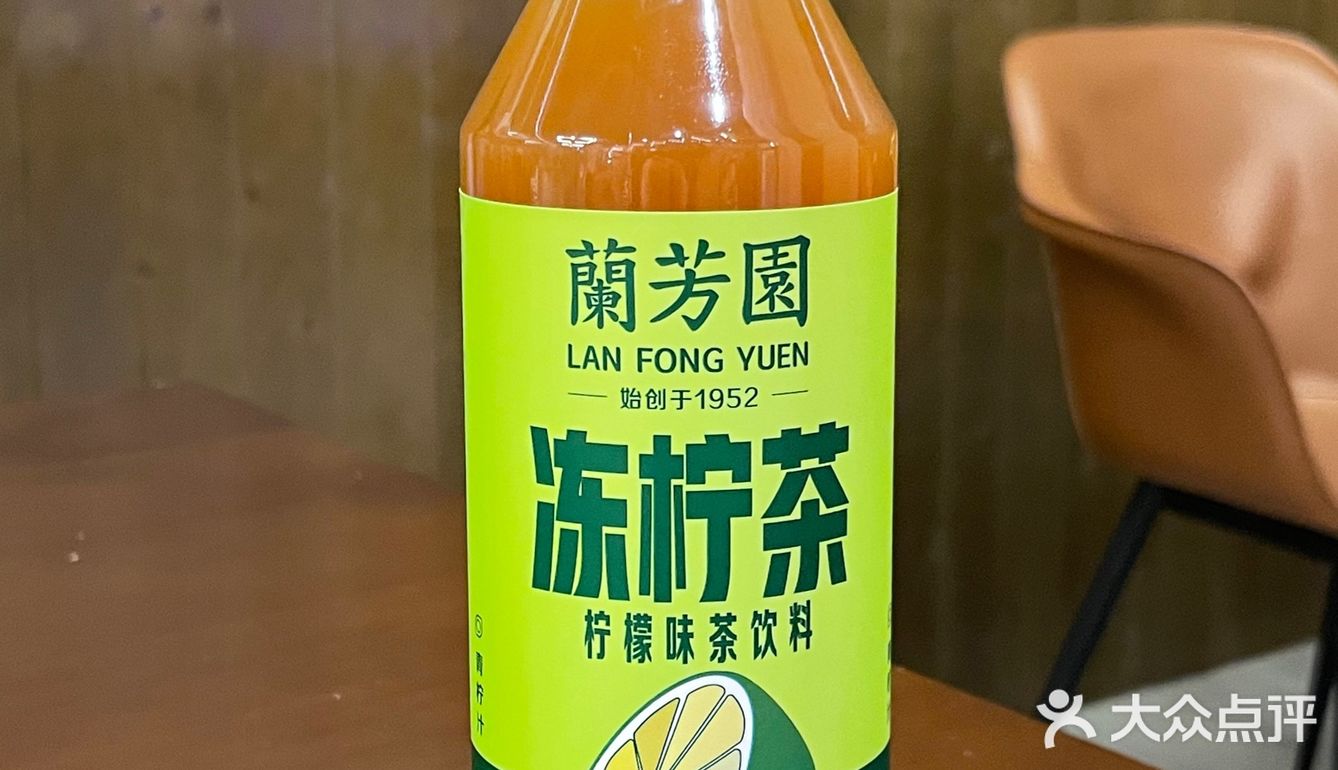 蘭芳園
LAN FONG YUEN
始创于1952
冻柠茶
柠檬味茶饮料
青柠汁
大众点评